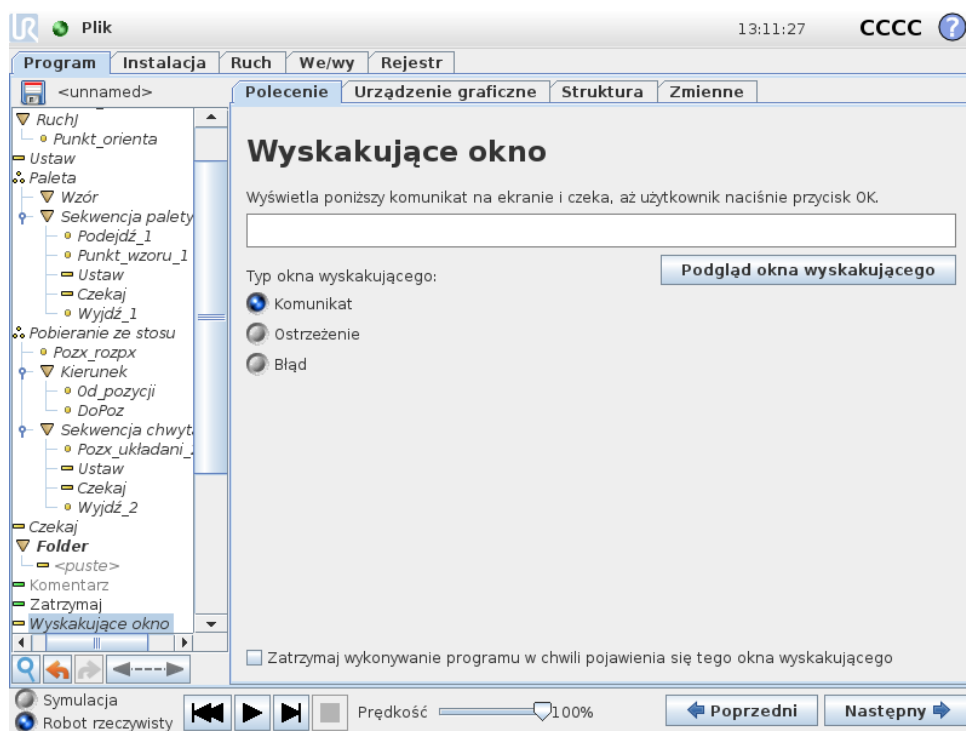 Plik
13:11:27
CCCC
?
Program Instalacja Ruch We/wy Rejestr
<unnamed>
Polecenie Urządzenie graficzne Struktura Zmienne
RuchJ
Punkt_orienta
Ustaw
Paleta
Wzór
Sekwencja palety
Podejdź_1
Punkt_wzoru_1
Ustaw
Czekaj
Wyjdź_1
Pobieranie ze stosu
Pozx_rozpx
Kierunek
Od_pozycji
DoPoz
Sekwencja chwyt
Pozx_układani_
Ustaw
Czekaj
Wyjdź_2
Czekaj
Folder
<puste>
Komentarz
Zatrzymaj
Wyskakujące okno
Wyskakujące okno
Wyświetla poniższy komunikat na ekranie i czeka, aż użytkownik naciśnie przycisk OK.
Typ okna wyskakującego:
Podgląd okna wyskakującego
Komunikat
Ostrzeżenie
Błąd
Zatrzymaj wykonywanie programu w chwili pojawienia się tego okna wyskakującego
Symulacja
Robot rzeczywisty
Prędkość 100%
Poprzedni
Następny